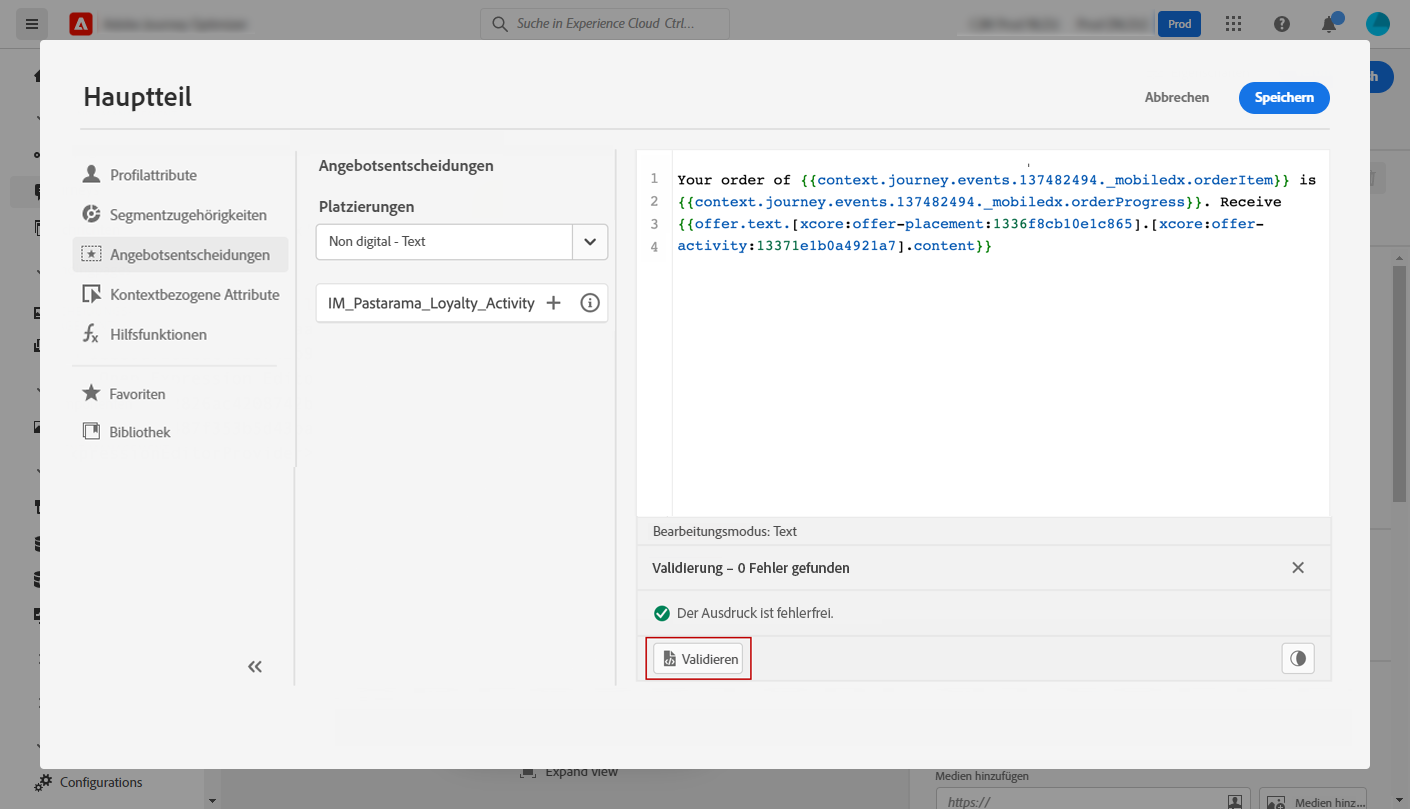 Suche in Experience Cloud Ctrl...
Prod
Hauptteil
Abbrechen
Speichern
Profilattribute
Segmentzugehörigkeiten
Angebotsentscheidungen
Kontextbezogene Attribute
Hilfsfunktionen
Favoriten
Bibliothek
Angebotsentscheidungen
Platzierungen
Non digital - Text
IM_Pastarama_Loyalty_Activity
1 Your order of {{context.journey.events.137482494._mobiledx.orderItem}} is
2 {{context.journey.events.137482494._mobiledx.orderProgress}}. Receive
3 {{offer.text.[xcore:offer-placement:1336f8cb10e1c865].[xcore:offer-
4 activity:13371e1b0a4921a7].content}}
Bearbeitungsmodus: Text
Validierung – 0 Fehler gefunden
Der Ausdruck ist fehlerfrei.
Validieren
Configurations
Expand view
Medien hinzufügen
https://
Medien hinz...